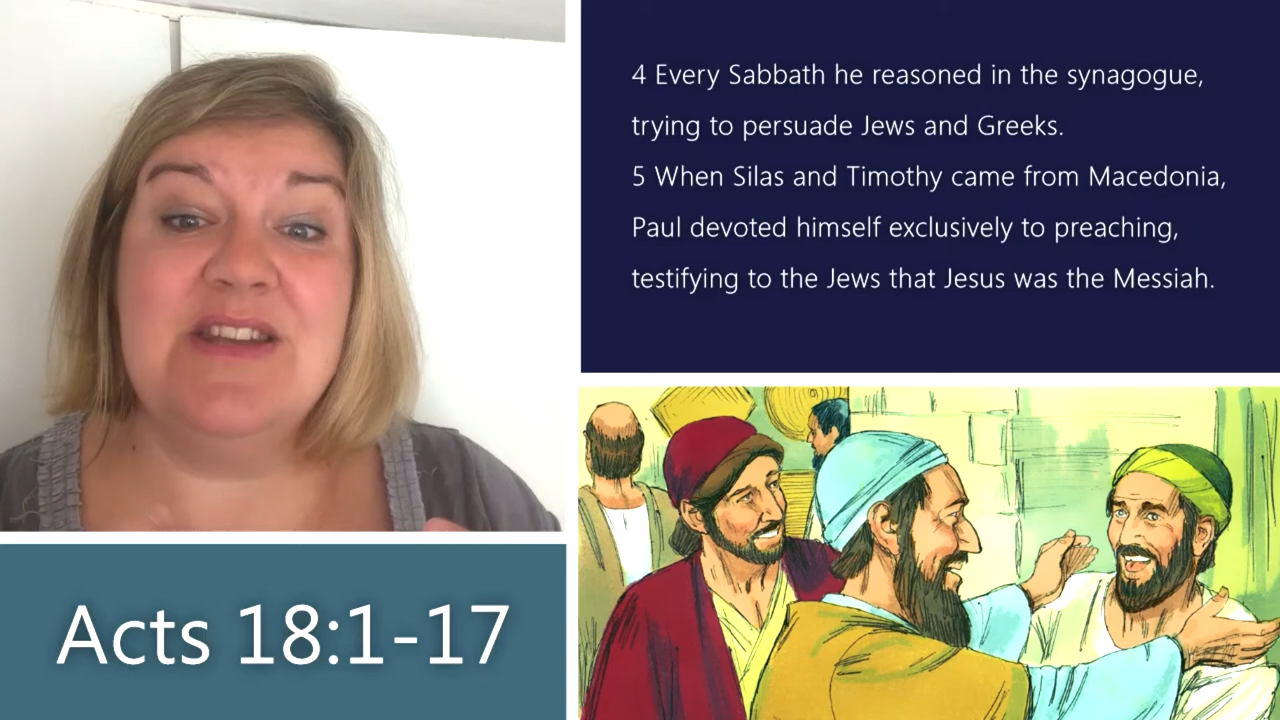 4 Every Sabbath he reasoned in the synagogue,
trying to persuade Jews and Greeks.
5 When Silas and Timothy came from Macedonia,
Paul devoted himself exclusively to preaching,
testifying to the Jews that Jesus was the Messiah.
Acts 18:1-17